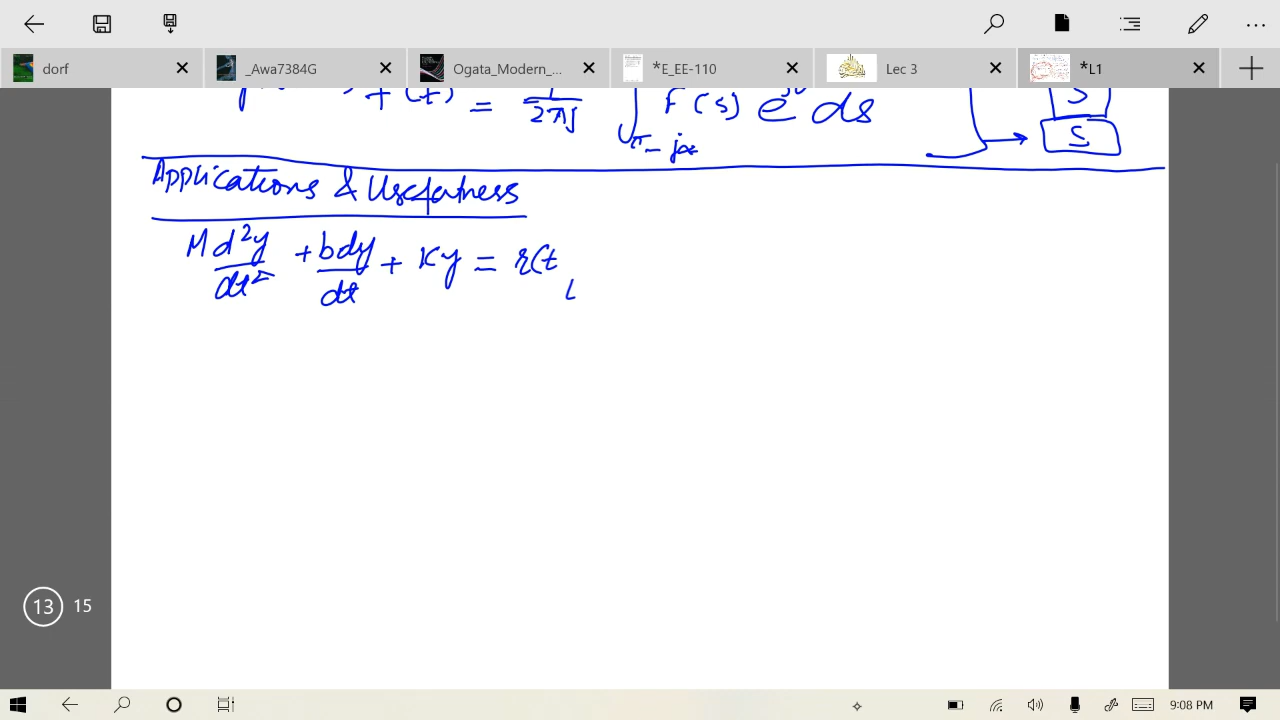 dorf
_Awa7384G
Ogata_Modern_...
*E_EE-110
Lec 3
*L1
f(t) = 1/2πj ∫ F(s) e ds
- j∞
S
S
Applications & Usefulness
M d²y/dt² + b dy/dt + Ky = r(t
13 15
9:08 PM